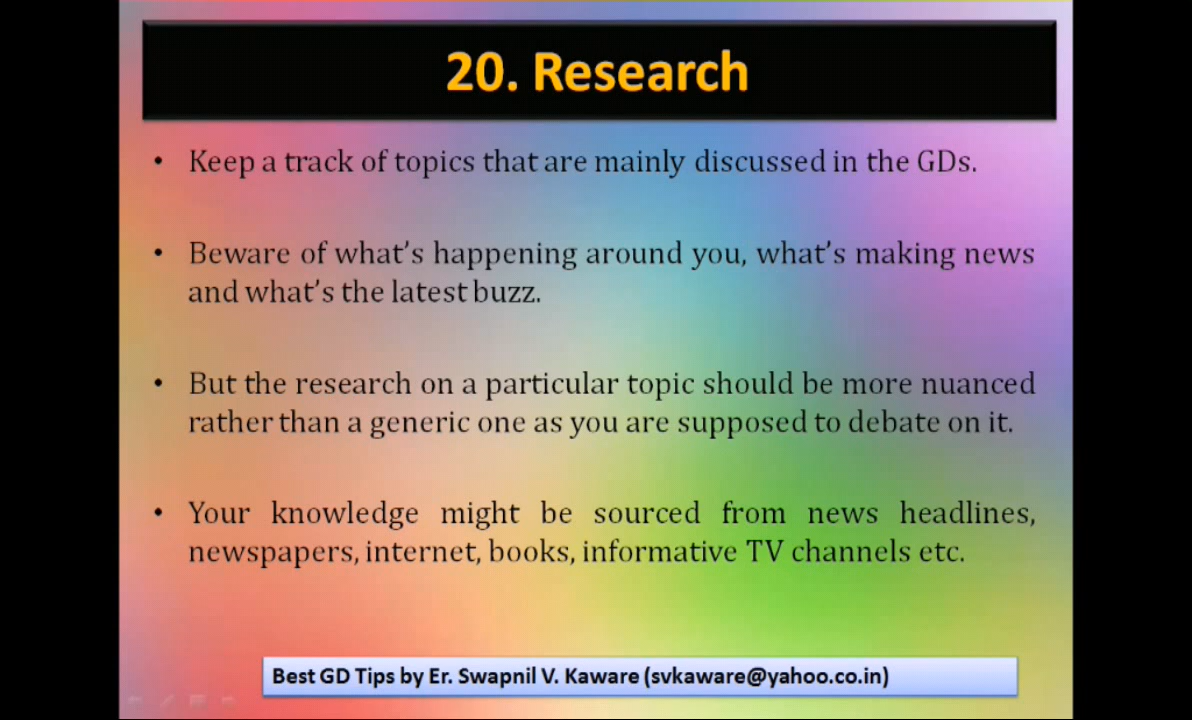 20. Research
• Keep a track of topics that are mainly discussed in the GDs.
• Beware of what's happening around you, what's making news
and what's the latest buzz.
• But the research on a particular topic should be more nuanced
rather than a generic one as you are supposed to debate on it.
• Your knowledge might be sourced from news headlines,
newspapers, internet, books, informative TV channels etc.
Best GD Tips by Er. Swapnil V. Kaware (svkaware@yahoo.co.in)